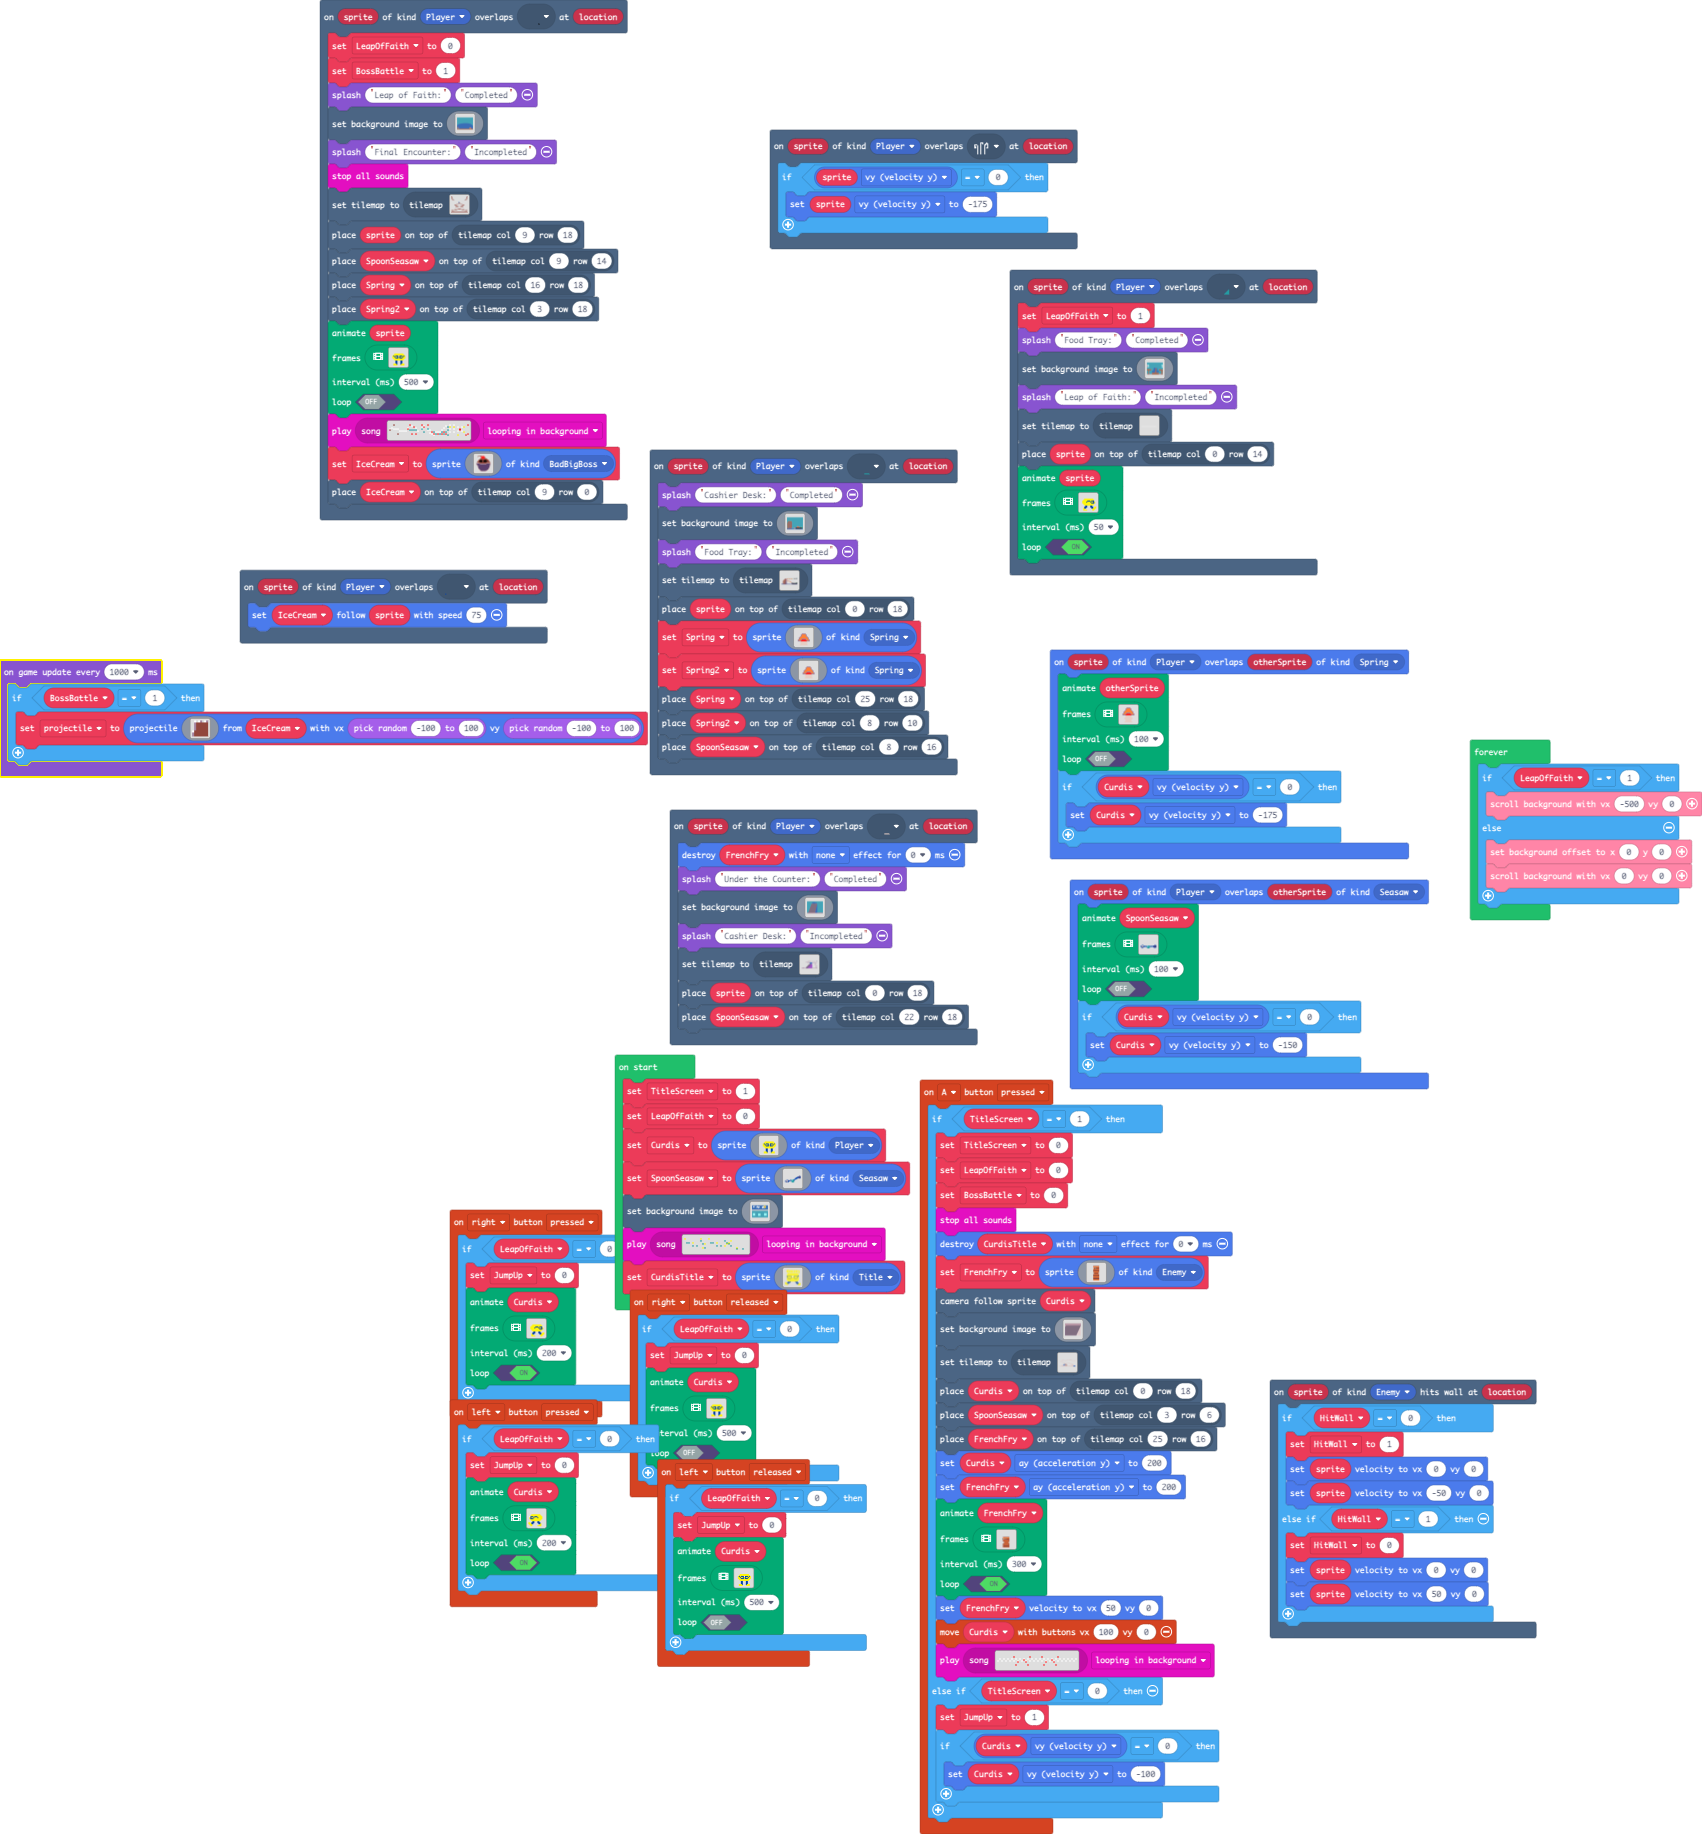 on sprite of kind Player overlaps at location
set LeapOfFaith to 0
set BossBattle to 1
splash "Leap of Faith:" "Completed"
set background image to
splash "Final Encounter:" "Incompleted"
stop all sounds
set tilemap to tilemap
place sprite on top of tilemap col 9 row 18
place SpoonSeasaw on top of tilemap col 9 row 14
place Spring on top of tilemap col 16 row 18
place Spring2 on top of tilemap col 3 row 18
animate sprite
frames
interval (ms) 500
loop OFF
play song looping in background
set IceCream to sprite of kind BadBigBoss
place IceCream on top of tilemap col 9 row 0
on sprite of kind Player overlaps at location
if sprite vy (velocity y) = 0 then
set sprite vy (velocity y) to -175
on sprite of kind Player overlaps at location
set LeapOfFaith to 1
splash "Food Tray:" "Completed"
set background image to
splash "Leap of Faith:" "Incompleted"
set tilemap to tilemap
place sprite on top of tilemap col 0 row 14
animate sprite
frames
interval (ms) 50
loop ON
on sprite of kind Player overlaps at location
splash "Cashier Desk:" "Completed"
set background image to
splash "Food Tray:" "Incompleted"
set tilemap to tilemap
place sprite on top of tilemap col 0 row 18
set Spring to sprite of kind Spring
set Spring2 to sprite of kind Spring
place Spring on top of tilemap col 25 row 18
place Spring2 on top of tilemap col 8 row 10
place SpoonSeasaw on top of tilemap col 8 row 16
on sprite of kind Player overlaps at location
set IceCream follow sprite with speed 75
on game update every 1000 ms
if BossBattle = 1 then
set projectile to projectile from IceCream with vx pick random -100 to 100 vy pick random -100 to 100
on sprite of kind Player overlaps otherSprite of kind Spring
animate otherSprite
frames
interval (ms) 100
loop OFF
if Curdis vy (velocity y) = 0 then
set Curdis vy (velocity y) to -175
forever
if LeapOfFaith = 1 then
scroll background with vx -500 vy 0
else
set background offset to x 0 y 0
scroll background with vx 0 vy 0
on sprite of kind Player overlaps at location
destroy FrenchFry with none effect for 0 ms
splash "Under the Counter:" "Completed"
set background image to
splash "Cashier Desk:" "Incompleted"
set tilemap to tilemap
place sprite on top of tilemap col 0 row 18
place SpoonSeasaw on top of tilemap col 22 row 18
on sprite of kind Player overlaps otherSprite of kind Seasaw
animate SpoonSeasaw
frames
interval (ms) 100
loop OFF
if Curdis vy (velocity y) = 0 then
set Curdis vy (velocity y) to -150
on start
set TitleScreen to 1
set LeapOfFaith to 0
set Curdis to sprite of kind Player
set SpoonSeasaw to sprite of kind Seasaw
set background image to
play song looping in background
set CurdisTitle to sprite of kind Title
on right button pressed
if LeapOfFaith = 0
set JumpUp to 0
animate Curdis
frames
interval (ms) 200
loop ON
on right button released
if LeapOfFaith = 0 then
set JumpUp to 0
animate Curdis
frames
terval (ms) 500
loop OFF
on left button pressed
if LeapOfFaith = 0 then
set JumpUp to 0
animate Curdis
frames
interval (ms) 200
loop ON
on left button released
if LeapOfFaith = 0 then
set JumpUp to 0
animate Curdis
frames
interval (ms) 500
loop OFF
on A button pressed
if TitleScreen = 1 then
set TitleScreen to 0
set LeapOfFaith to 0
set BossBattle to 0
stop all sounds
destroy CurdisTitle with none effect for 0 ms
set FrenchFry to sprite of kind Enemy
camera follow sprite Curdis
set background image to
set tilemap to tilemap
place Curdis on top of tilemap col 0 row 18
place SpoonSeasaw on top of tilemap col 3 row 6
place FrenchFry on top of tilemap col 25 row 16
set Curdis ay (acceleration y) to 200
set FrenchFry ay (acceleration y) to 200
animate FrenchFry
frames
interval (ms) 300
loop ON
set FrenchFry velocity to vx 50 vy 0
move Curdis with buttons vx 100 vy 0
play song looping in background
else if TitleScreen = 0 then
set JumpUp to 1
if Curdis vy (velocity y) = 0 then
set Curdis vy (velocity y) to -100
on sprite of kind Enemy hits wall at location
if HitWall = 0 then
set HitWall to 1
set sprite velocity to vx 0 vy 0
set sprite velocity to vx -50 vy 0
else if HitWall = 1 then
set HitWall to 0
set sprite velocity to vx 0 vy 0
set sprite velocity to vx 50 vy 0